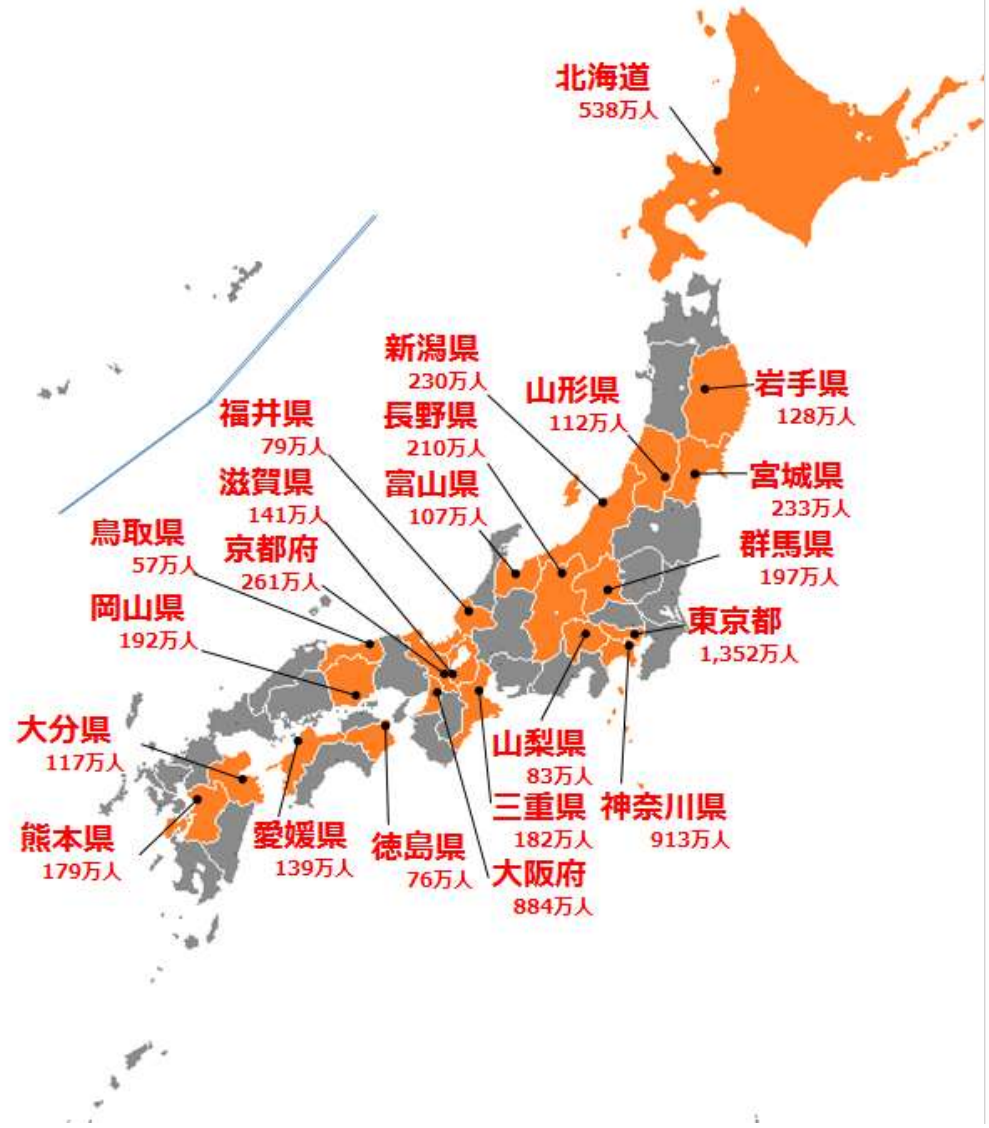 北海道
538万人
新潟県
230万人
山形県
112万人
岩手県
128万人
福井県
79万人
長野県
210万人
宮城県
233万人
滋賀県
141万人
富山県
107万人
群馬県
197万人
鳥取県
57万人
京都府
261万人
岡山県
192万人
東京都
1,352万人
大分県
117万人
山梨県
83万人
三重県
182万人
神奈川県
913万人
熊本県
179万人
愛媛県
139万人
徳島県
76万人
大阪府
884万人